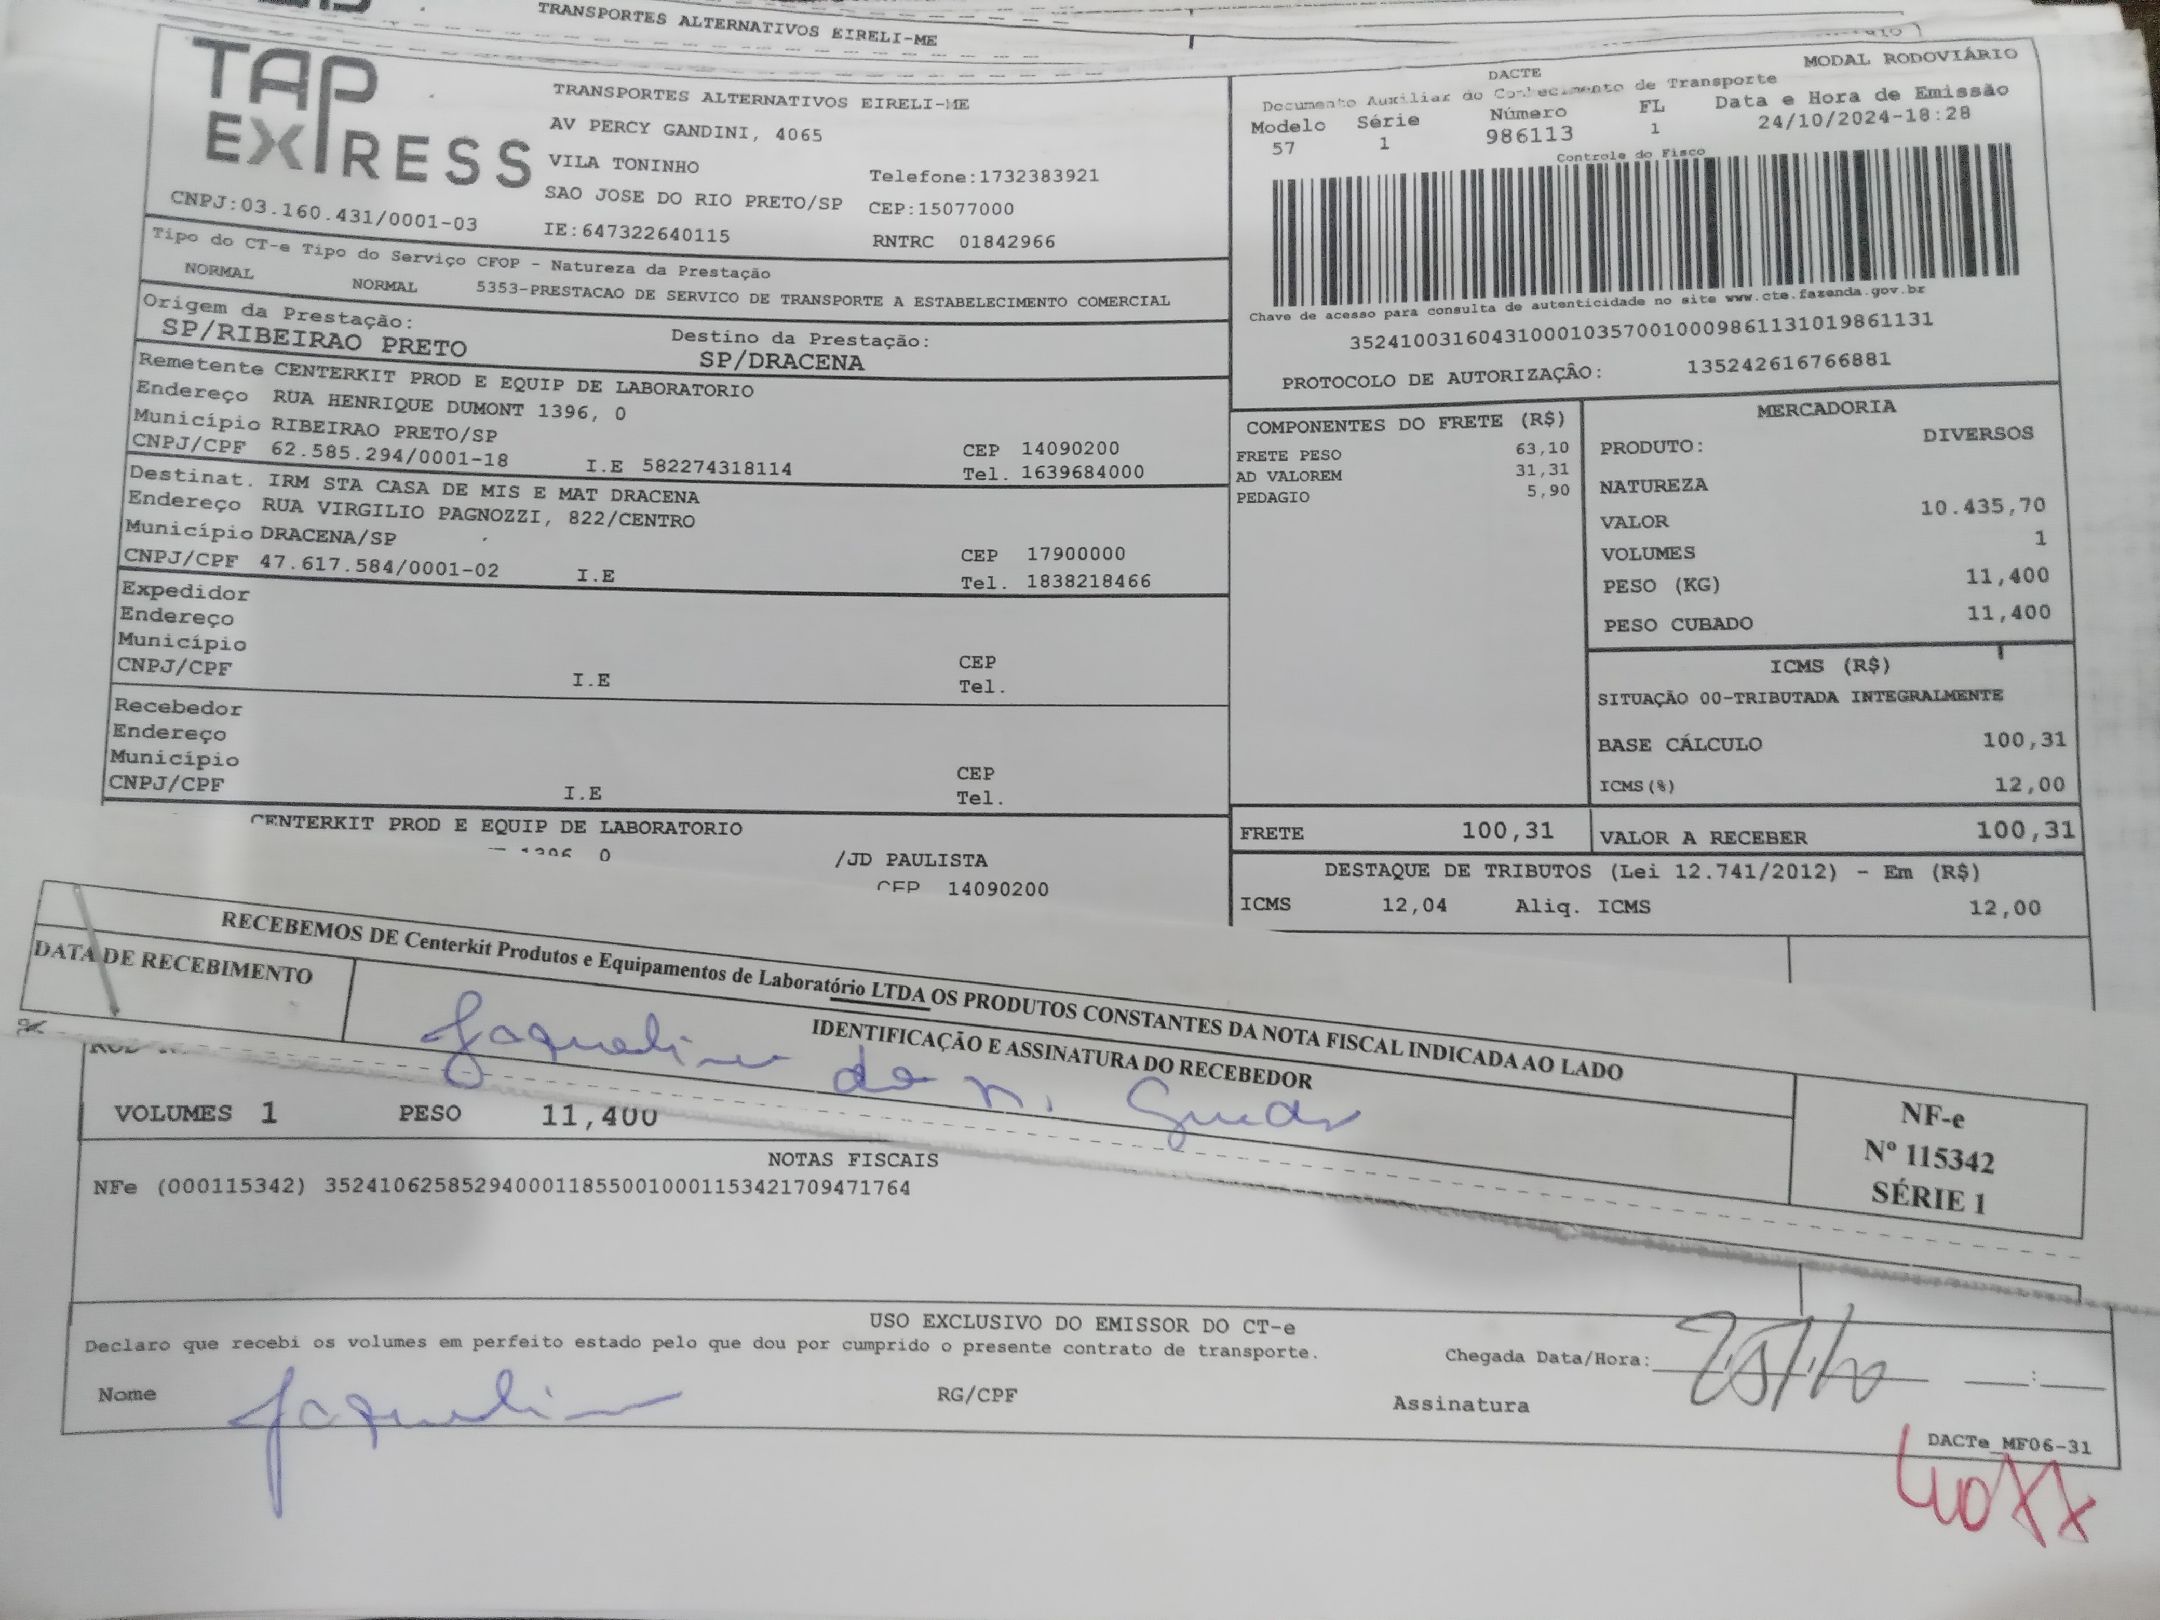 TRANSPORTES ALTERNATIVOS EIRELI-ME
TAP
EXPRESS
CNPJ:03.160.431/0001-03
TRANSPORTES ALTERNATIVOS EIRELI-ME
AV PERCY GANDINI, 4065
VILA TONINHO
Telefone:1732383921
SAO JOSE DO RIO PRETO/SP CEP:15077000
IE:647322640115 RNTRC 01842966
MODAL RODOVIÁRIO
DACTE
Documento Auxiliar do Conhecimento de Transporte
Modelo Série Número FL Data e Hora de Emissão
57 1 986113 1 24/10/2024-18:28
Controle do Fisco
Chave de acesso para consulta de autenticidade no site www.cte.fazenda.gov.br
35241003160431000103570010009861131019861131
PROTOCOLO DE AUTORIZAÇÃO: 135242616766881
Tipo do CT-e Tipo do Serviço CFOP - Natureza da Prestação
NORMAL NORMAL 5353-PRESTACAO DE SERVICO DE TRANSPORTE A ESTABELECIMENTO COMERCIAL
Origem da Prestação: Destino da Prestação:
SP/RIBEIRAO PRETO SP/DRACENA
Remetente CENTERKIT PROD E EQUIP DE LABORATORIO
Endereço RUA HENRIQUE DUMONT 1396, 0
Município RIBEIRAO PRETO/SP CEP 14090200
CNPJ/CPF 62.585.294/0001-18 I.E 582274318114 Tel. 1639684000
Destinat. IRM STA CASA DE MIS E MAT DRACENA
Endereço RUA VIRGILIO PAGNOZZI, 822/CENTRO
Município DRACENA/SP CEP 17900000
CNPJ/CPF 47.617.584/0001-02 I.E Tel. 1838218466
Expedidor
Endereço
Município CEP
CNPJ/CPF I.E Tel.
Recebedor
Endereço
Município CEP
CNPJ/CPF I.E Tel.
CENTERKIT PROD E EQUIP DE LABORATORIO
1396, 0 /JD PAULISTA
CEP 14090200
COMPONENTES DO FRETE (R$)
FRETE PESO 63,10
AD VALOREM 31,31
PEDAGIO 5,90
MERCADORIA
PRODUTO: DIVERSOS
NATUREZA
VALOR 10.435,70
VOLUMES 1
PESO (KG) 11,400
PESO CUBADO 11,400
ICMS (R$)
SITUAÇÃO 00-TRIBUTADA INTEGRALMENTE
BASE CÁLCULO 100,31
ICMS(%) 12,00
FRETE 100,31 VALOR A RECEBER 100,31
DESTAQUE DE TRIBUTOS (Lei 12.741/2012) - Em (R$)
ICMS 12,04 Aliq. ICMS 12,00
RECEBEMOS DE Centerkit Produtos e Equipamentos de Laboratório LTDA OS PRODUTOS CONSTANTES DA NOTA FISCAL INDICADA AO LADO
DATA DE RECEBIMENTO
IDENTIFICAÇÃO E ASSINATURA DO RECEBEDOR
Jaqueline
NF-e
Nº 115342
SÉRIE 1
VOLUMES 1 PESO 11,400
NOTAS FISCAIS
NFe (000115342) 35241062585294000118550010001153421709471764
USO EXCLUSIVO DO EMISSOR DO CT-e
Declaro que recebi os volumes em perfeito estado pelo que dou por cumprido o presente contrato de transporte.
Chegada Data/Hora: 25/10 :
Nome Jaqueline RG/CPF Assinatura
DACTe_MF06-31